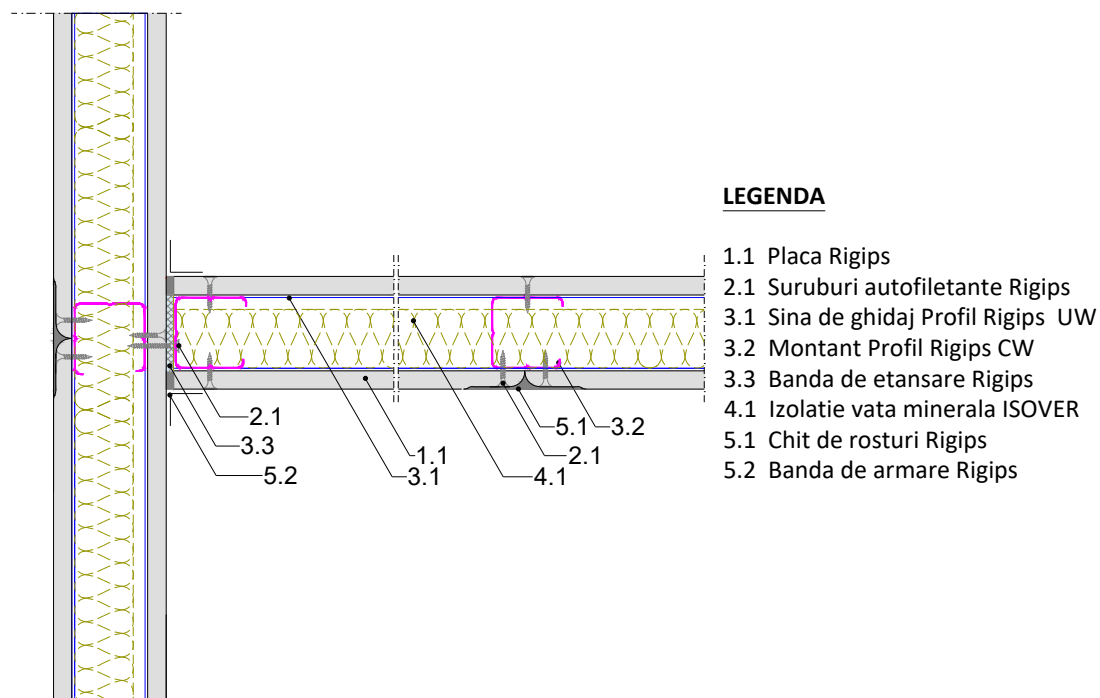 LEGENDA
1.1 Placa Rigips
2.1 Suruburi autofiletante Rigips
3.1 Sina de ghidaj Profil Rigips UW
3.2 Montant Profil Rigips CW
3.3 Banda de etansare Rigips
4.1 Izolatie vata minerala ISOVER
5.1 Chit de rosturi Rigips
5.2 Banda de armare Rigips
2.1
3.3
5.2
1.1
3.1
5.1
2.1
4.1
3.2